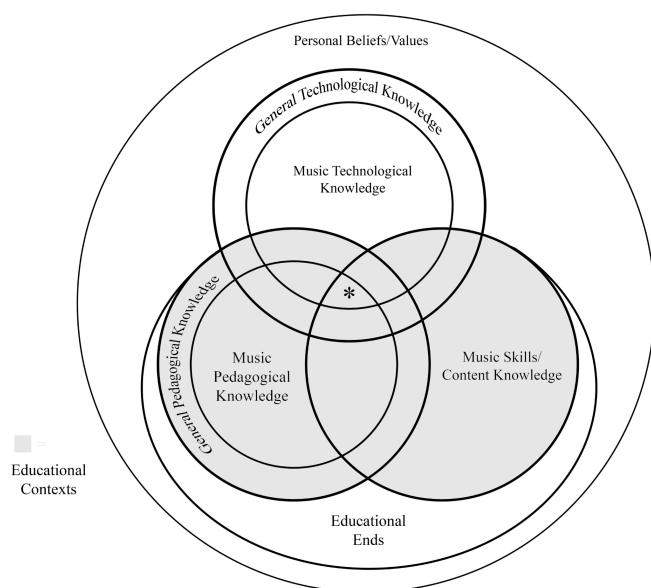 Personal Beliefs/Values
General Technological Knowledge
Music Technological
Knowledge
*
General Pedagogical Knowledge
Music
Pedagogical
Knowledge
Music Skills/
Content Knowledge
=
Educational
Contexts
Educational
Ends